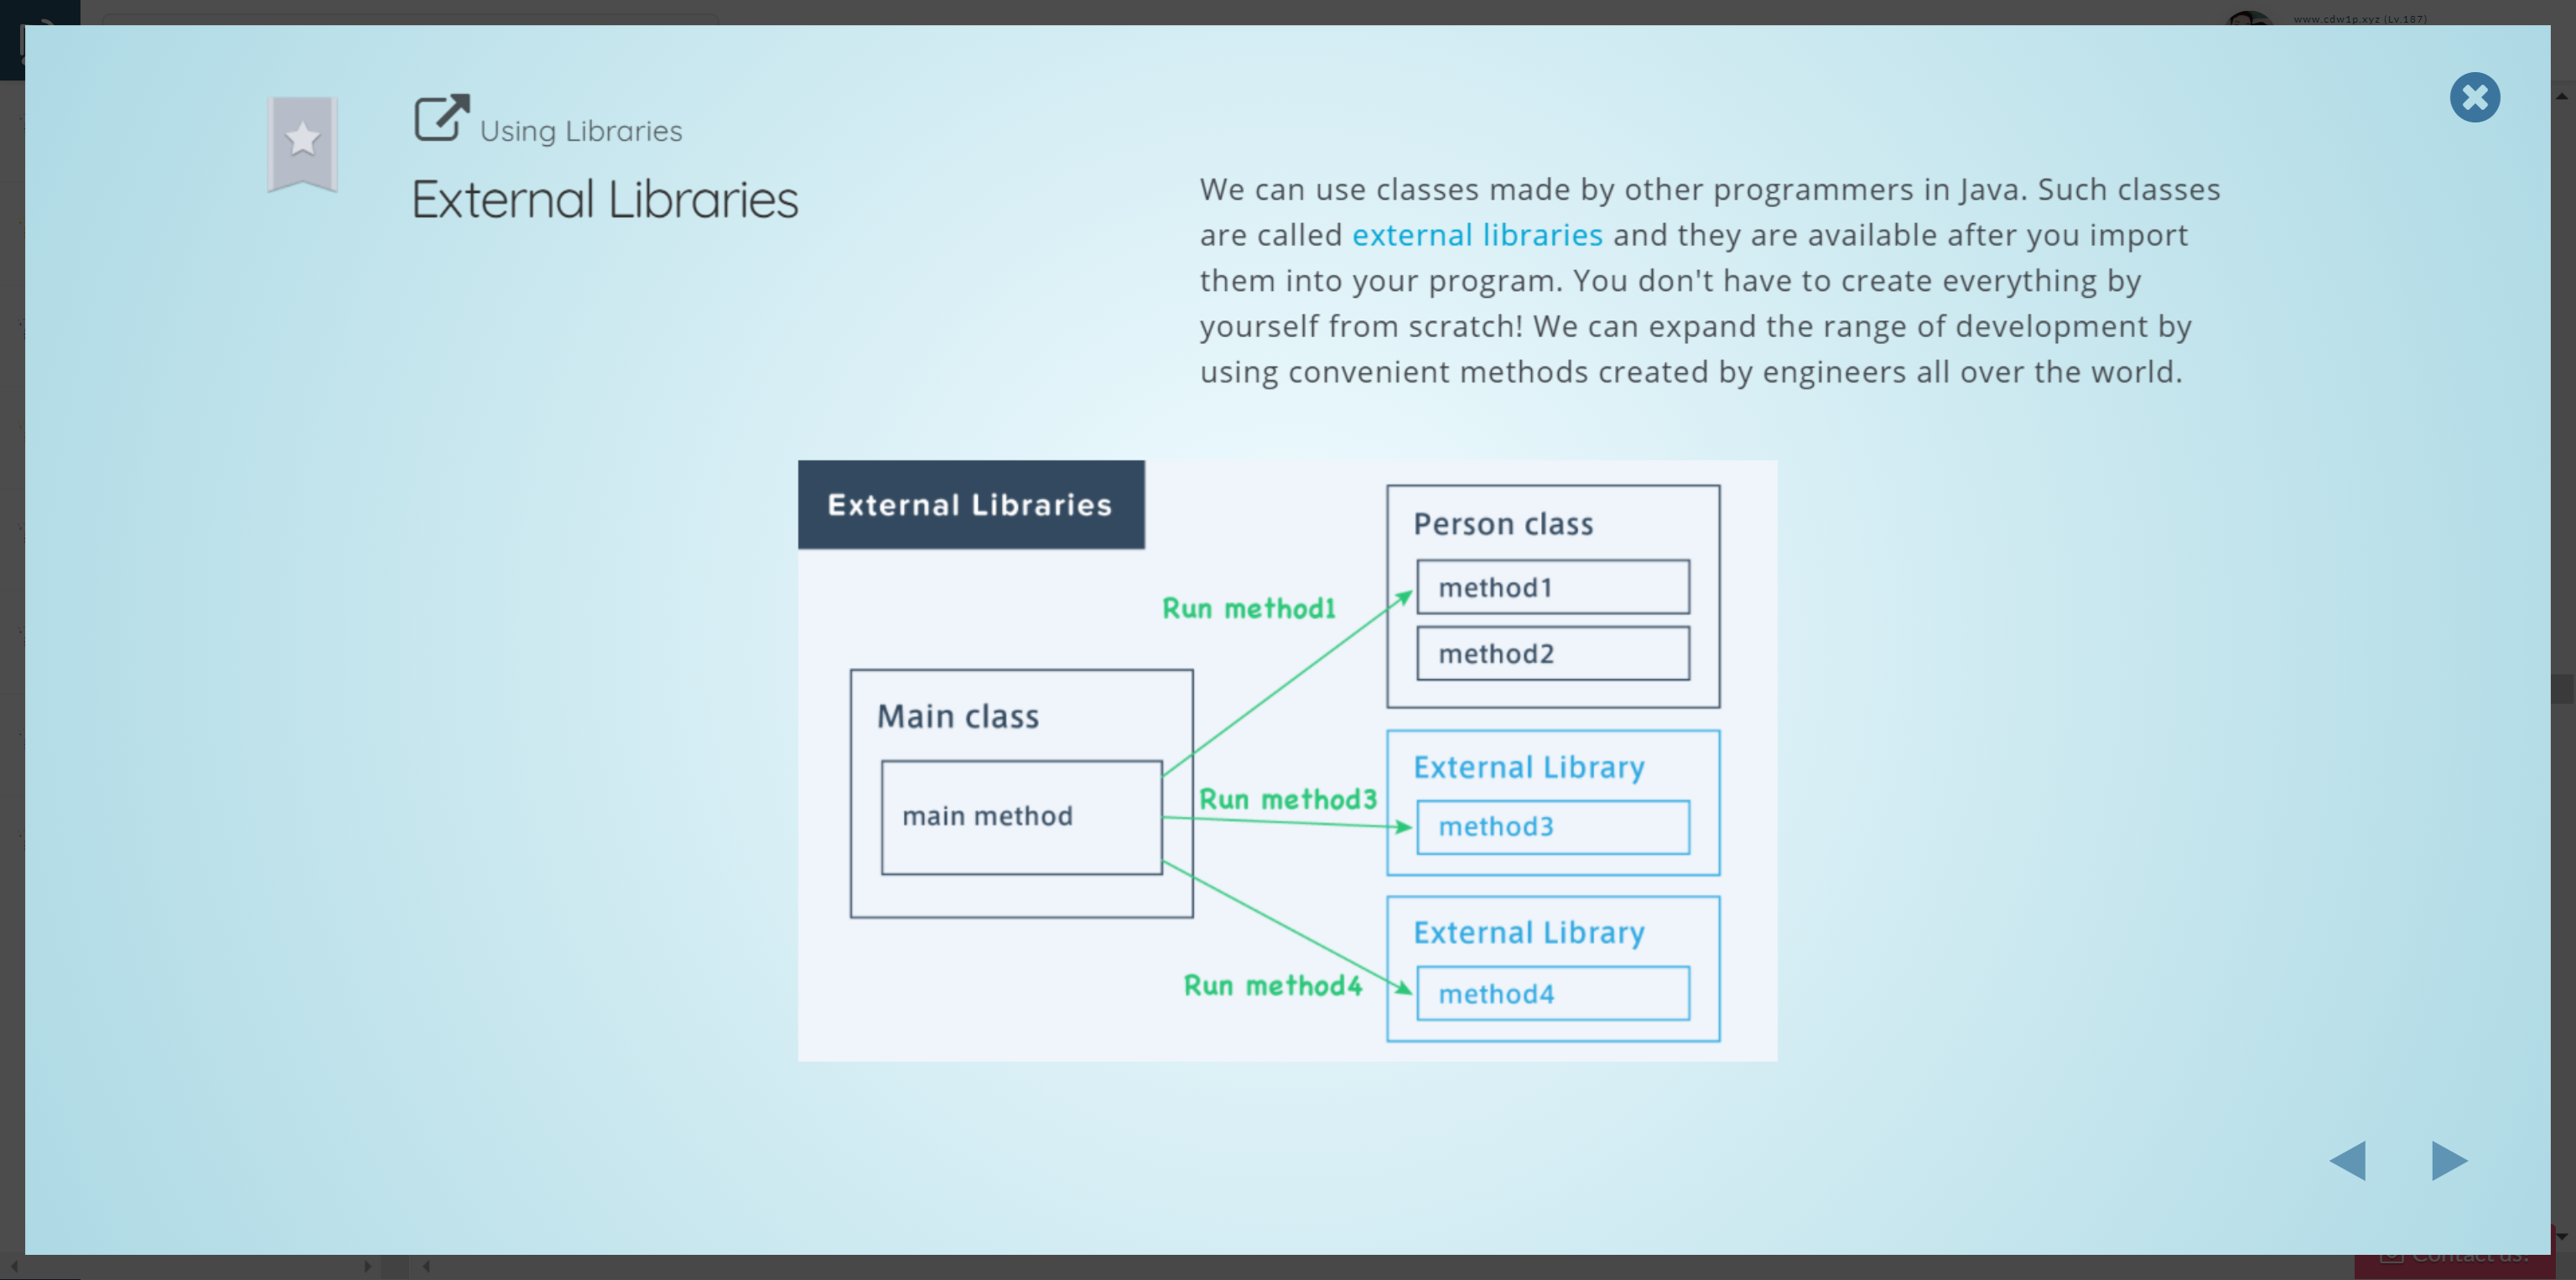 www.cdw1p.xyz (Lv.187)
Using Libraries
External Libraries
We can use classes made by other programmers in Java. Such classes
are called external libraries and they are available after you import
them into your program. You don't have to create everything by
yourself from scratch! We can expand the range of development by
using convenient methods created by engineers all over the world.
External Libraries
Person class
method1
method2
Run method1
Main class
main method
Run method3
External Library
method3
External Library
method4
Run method4
Contact us!